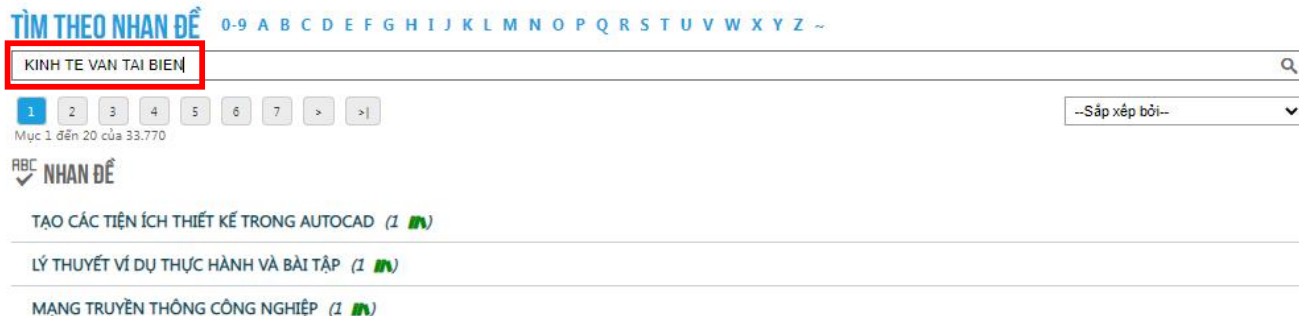 TÌM THEO NHAN ĐỀ 0-9 A B C D E F G H I J K L M N O P Q R S T U V W X Y Z ~
KINH TE VAN TAI BIEN
1 2 3 4 5 6 7 > >|
--Sắp xếp bởi--
Mục 1 đến 20 của 33.770
ABC NHAN ĐỀ
TẠO CÁC TIỆN ÍCH THIẾT KẾ TRONG AUTOCAD (1)
LÝ THUYẾT VÍ DỤ THỰC HÀNH VÀ BÀI TẬP (1)
MẠNG TRUYỀN THÔNG CÔNG NGHIỆP (1)